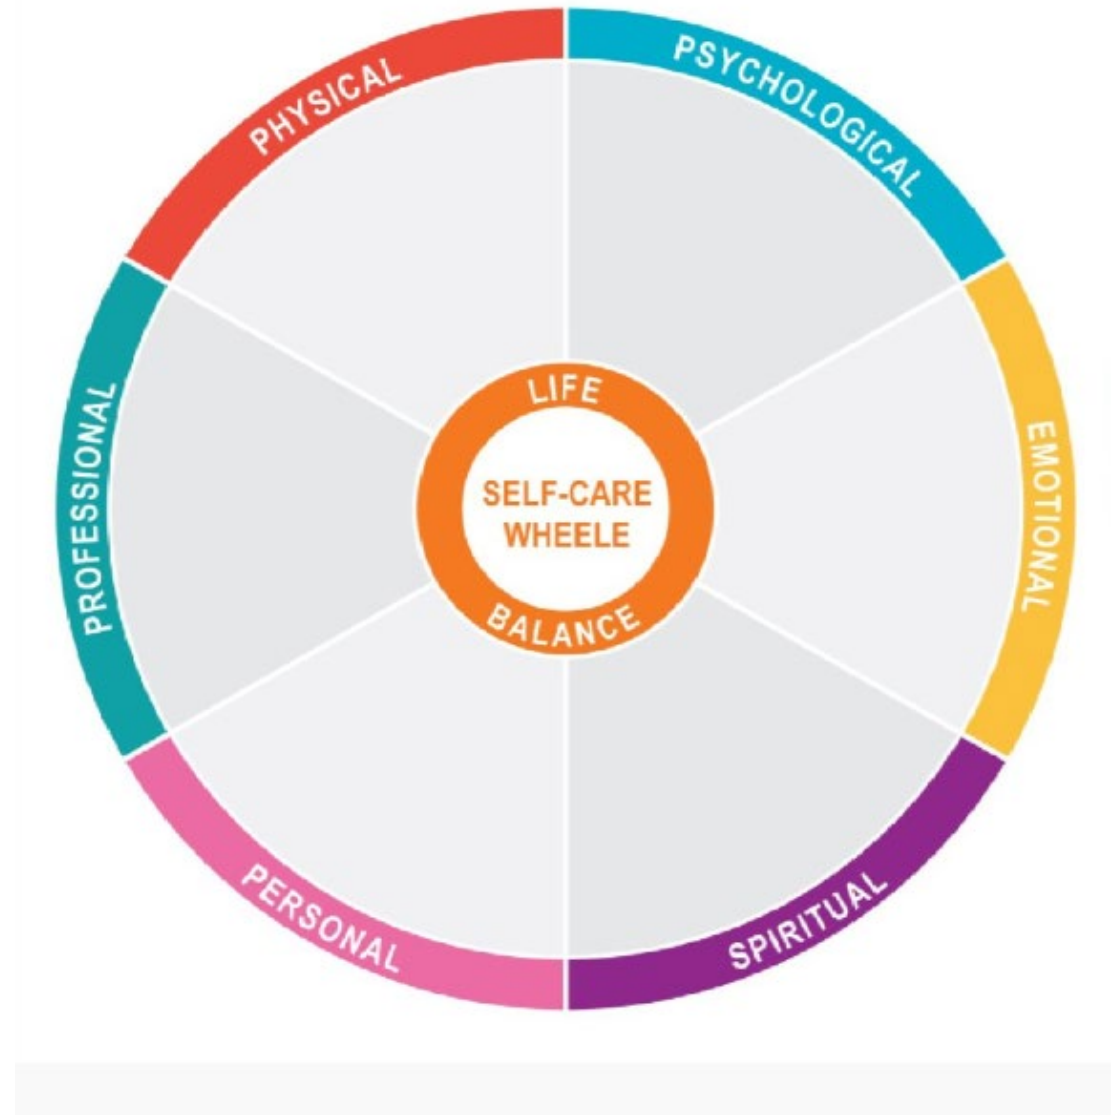 PHYSICAL
PSYCHOLOGICAL
PROFESSIONAL
EMOTIONAL
LIFE
SELF-CARE
WHEELE
BALANCE
PERSONAL
SPIRITUAL